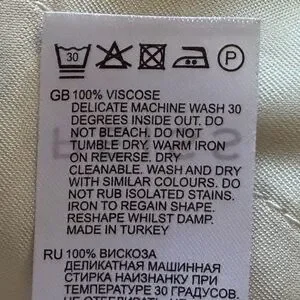 30
P
GB 100% VISCOSE
DELICATE MACHINE WASH 30
DEGREES INSIDE OUT. DO
NOT BLEACH. DO NOT
TUMBLE DRY. WARM IRON
ON REVERSE. DRY
CLEANABLE. WASH AND DRY
WITH SIMILAR COLOURS. DO
NOT RUB ISOLATED STAINS.
IRON TO REGAIN SHAPE.
RESHAPE WHILST DAMP.
MADE IN TURKEY
RU 100% ВИСКОЗА
ДЕЛИКАТНАЯ МАШИННАЯ
СТИРКА НАИЗНАНКУ ПРИ
ТЕМПЕРАТУРЕ 30 ГРАДУСОВ.